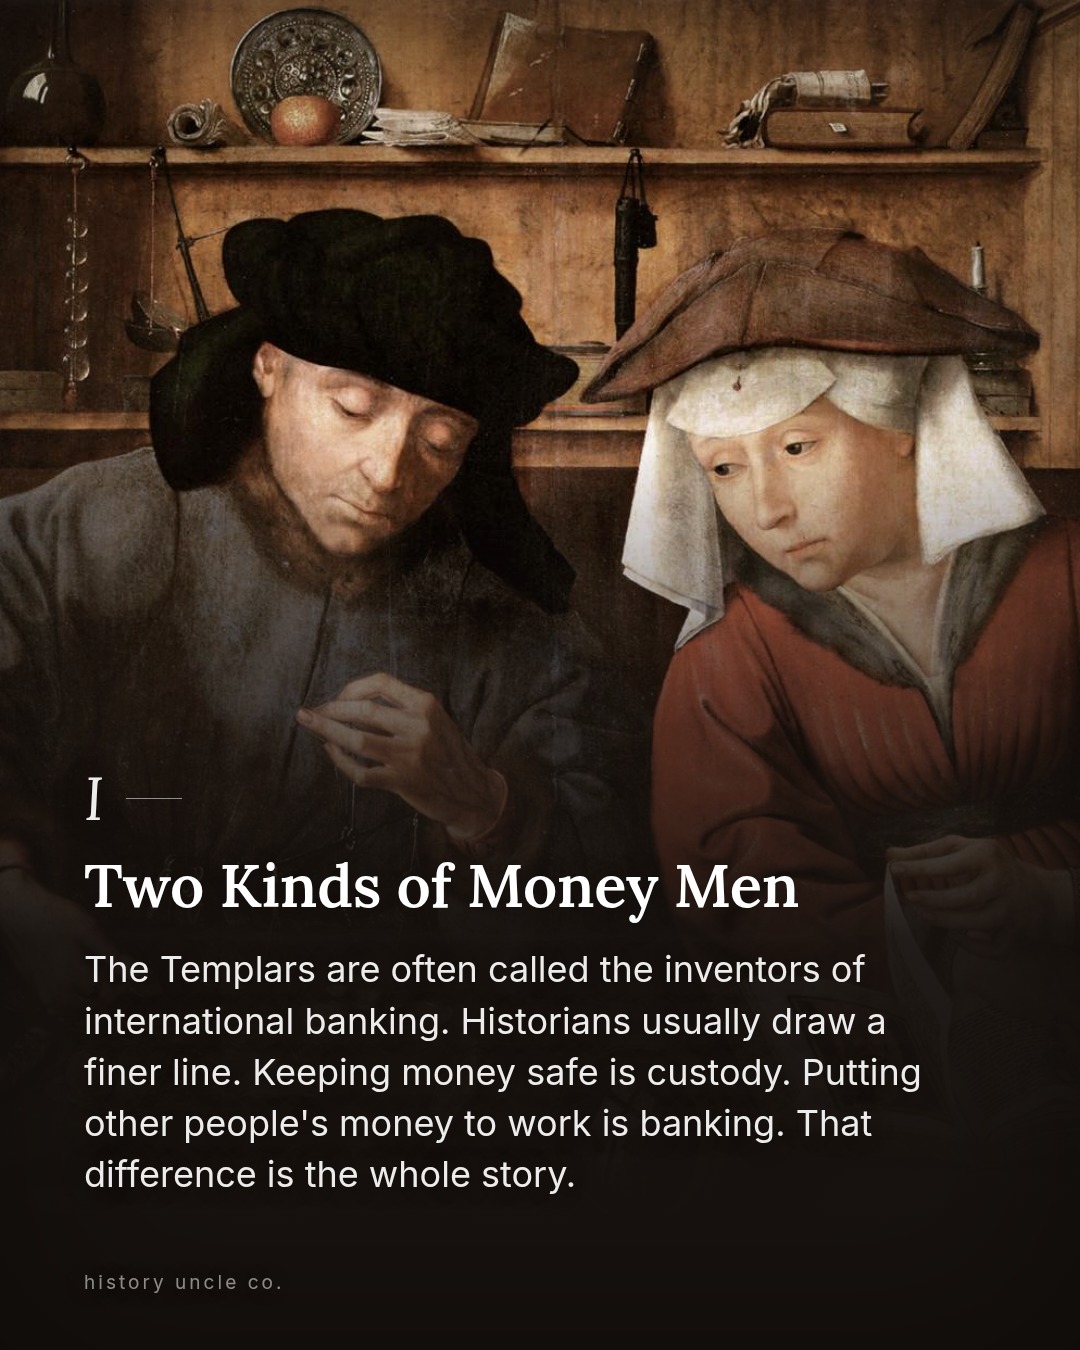 I
Two Kinds of Money Men
The Templars are often called the inventors of
international banking. Historians usually draw a
finer line. Keeping money safe is custody. Putting
other people's money to work is banking. That
difference is the whole story.
history uncle co.